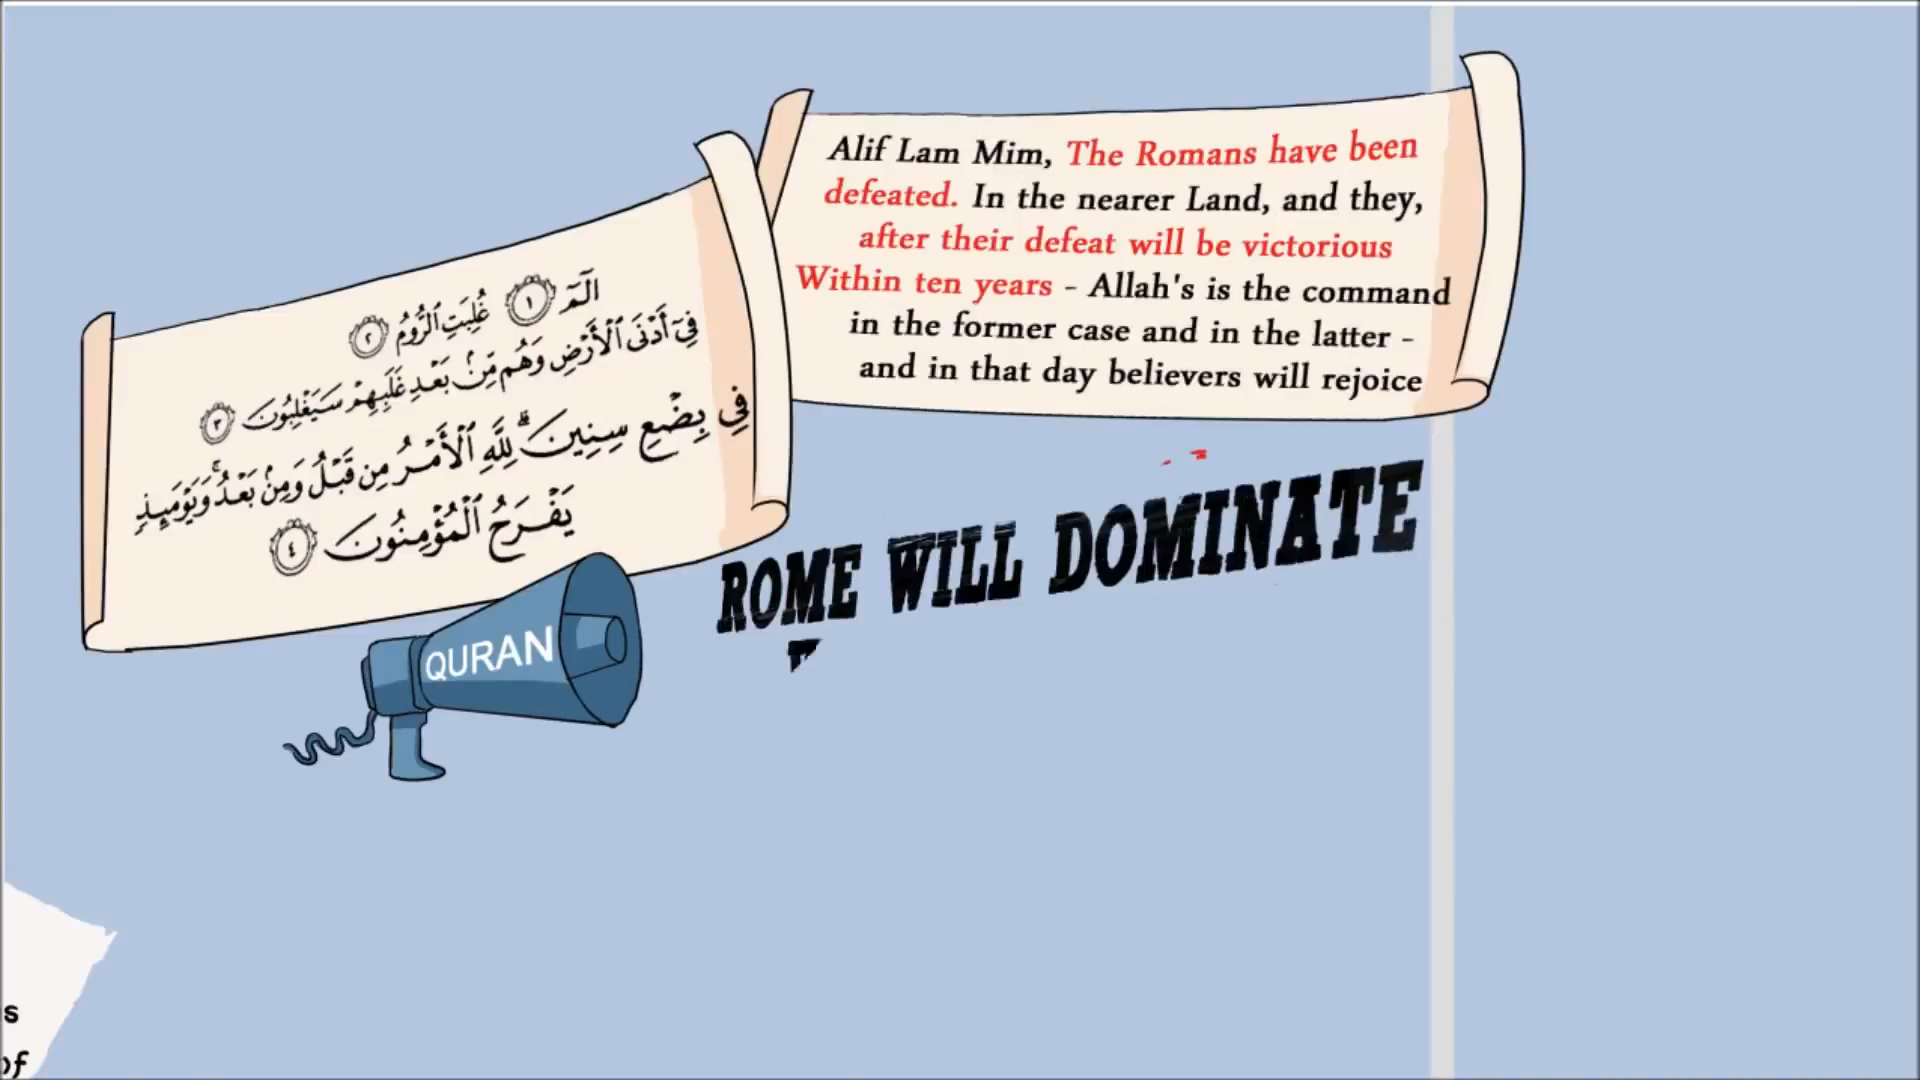 الٓمٓ ١ غُلِبَتِ ٱلرُّومُ ٢
فِىٓ أَدْنَى ٱلْأَرْضِ وَهُم مِّنۢ بَعْدِ غَلَبِهِمْ سَيَغْلِبُونَ ٣
فِى بِضْعِ سِنِينَ ۗ لِلَّهِ ٱلْأَمْرُ مِن قَبْلُ وَمِنۢ بَعْدُ ۚ وَيَوْمَئِذٍ
يَفْرَحُ ٱلْمُؤْمِنُونَ ٤
Alif Lam Mim, The Romans have been
defeated. In the nearer Land, and they,
after their defeat will be victorious
Within ten years - Allah's is the command
in the former case and in the latter -
and in that day believers will rejoice
ROME WILL DOMINATE
QURAN
s
of